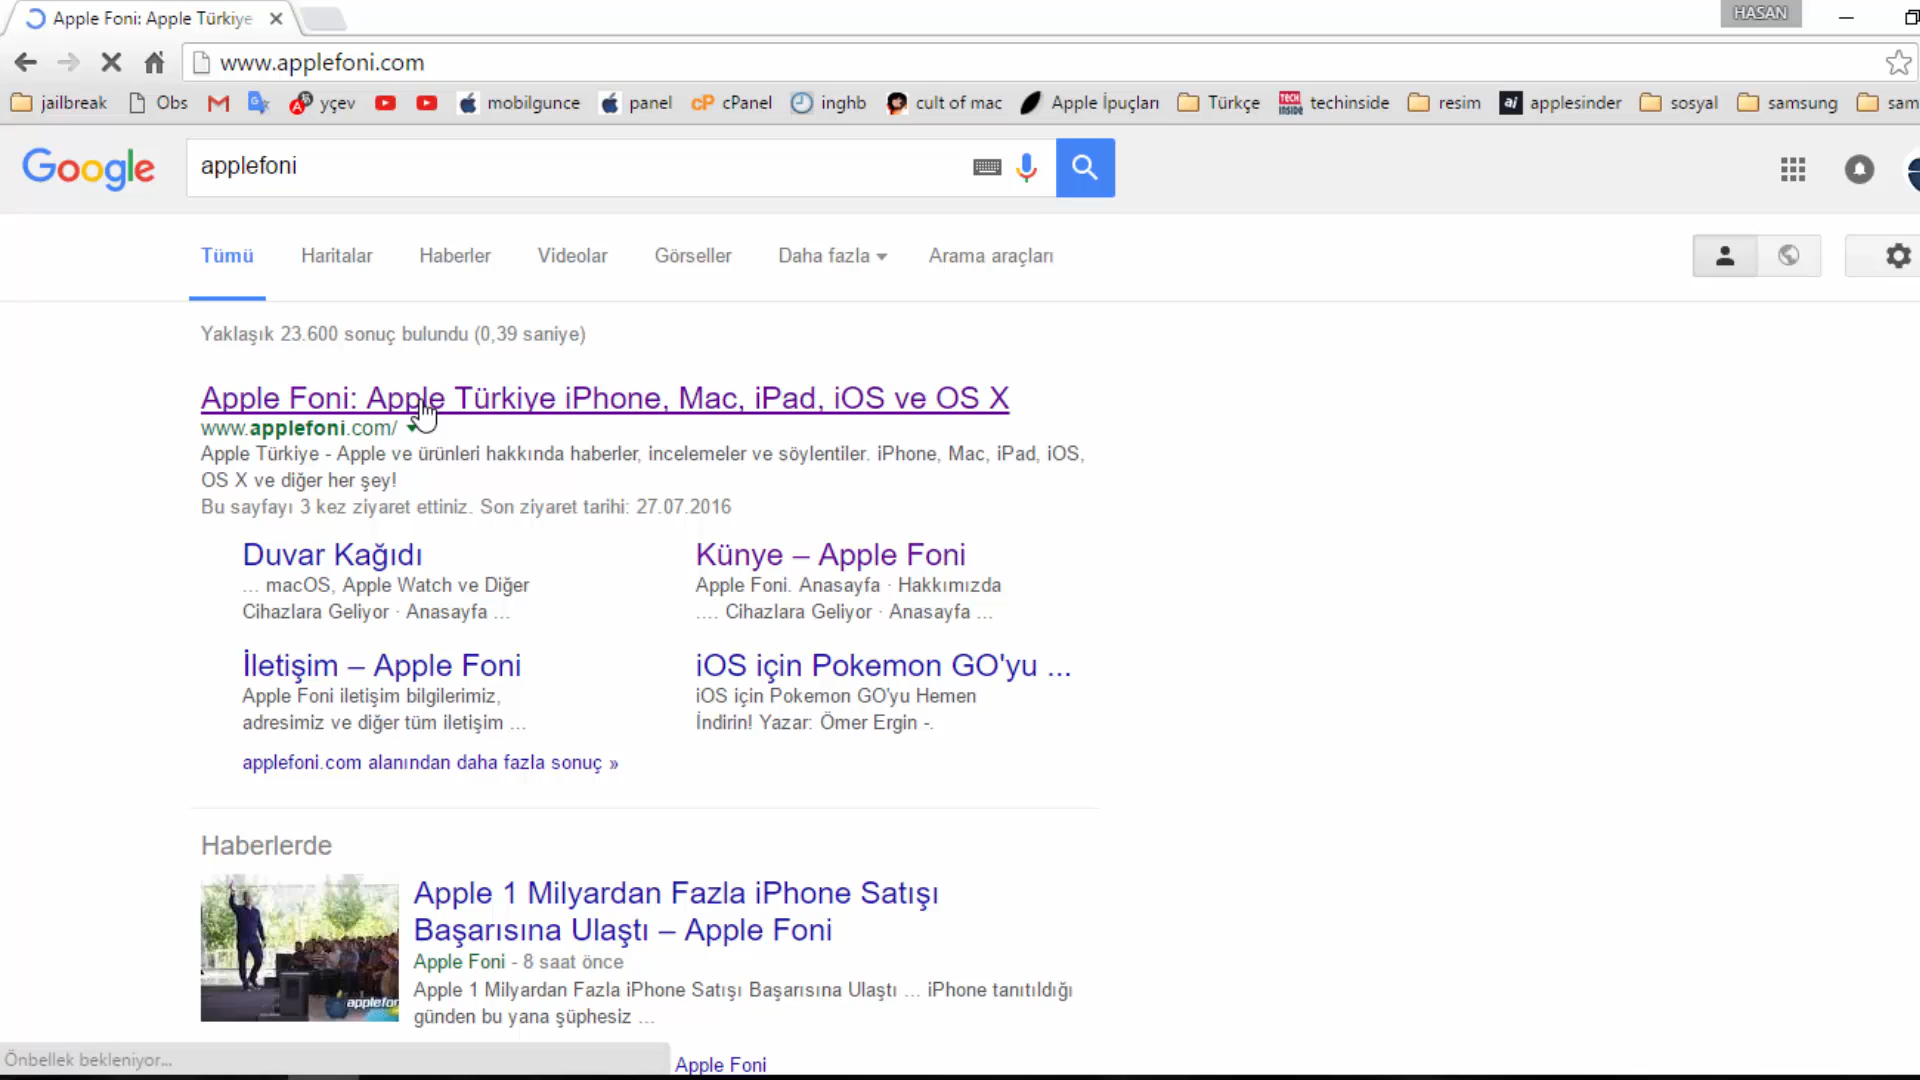 Apple Foni: Apple Türkiye
HASAN
www.applefoni.com
jailbreak Obs yçev mobilgunce panel cP cPanel inghb cult of mac Apple İpuçları Türkçe TECH INSIDE techinside resim ai applesinder sosyal samsung sam
Google
applefoni
Tümü Haritalar Haberler Videolar Görseller Daha fazla Arama araçları
Yaklaşık 23.600 sonuç bulundu (0,39 saniye)
Apple Foni: Apple Türkiye iPhone, Mac, iPad, iOS ve OS X
www.applefoni.com/
Apple Türkiye - Apple ve ürünleri hakkında haberler, incelemeler ve söylentiler. iPhone, Mac, iPad, iOS,
OS X ve diğer her şey!
Bu sayfayı 3 kez ziyaret ettiniz. Son ziyaret tarihi: 27.07.2016
Duvar Kağıdı
... macOS, Apple Watch ve Diğer
Cihazlara Geliyor · Anasayfa ...
Künye – Apple Foni
Apple Foni. Anasayfa · Hakkımızda
.... Cihazlara Geliyor · Anasayfa ...
İletişim – Apple Foni
Apple Foni iletişim bilgilerimiz,
adresimiz ve diğer tüm iletişim ...
iOS için Pokemon GO'yu ...
iOS için Pokemon GO'yu Hemen
İndirin! Yazar: Ömer Ergin -.
applefoni.com alanından daha fazla sonuç »
Haberlerde
applefon
Apple 1 Milyardan Fazla iPhone Satışı
Başarısına Ulaştı – Apple Foni
Apple Foni - 8 saat önce
Apple 1 Milyardan Fazla iPhone Satışı Başarısına Ulaştı ... iPhone tanıtıldığı
günden bu yana şüphesiz ...
Önbellek bekleniyor...
Apple Foni